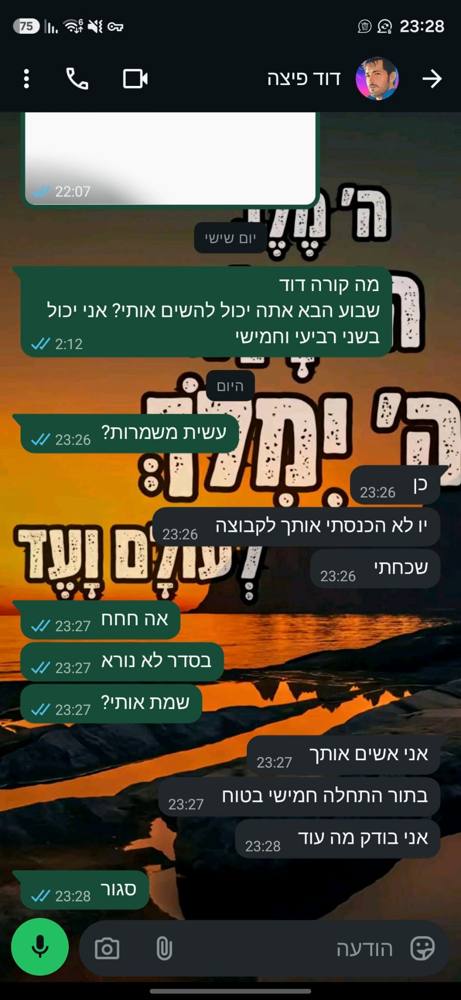 75
23:28
דוד פיצה
22:07
ה' מֶלֶךְ
יום שישי
מה קורה דוד
שבוע הבא אתה יכול להשים אותי? אני יכול
בשני רביעי וחמישי
2:12
היום
ה' יִמְלֹךְ
עשית משמרות?
23:26
כן
23:26
יו לא הכנסתי אותך לקבוצה
23:26
לְעוֹלָם וָעֶד
שכחתי
23:26
אה חחח
23:27
בסדר לא נורא
23:27
שמת אותי?
23:27
אני אשים אותך
23:27
בתור התחלה חמישי בטוח
23:27
אני בודק מה עוד
23:28
סגור
23:28
הודעה